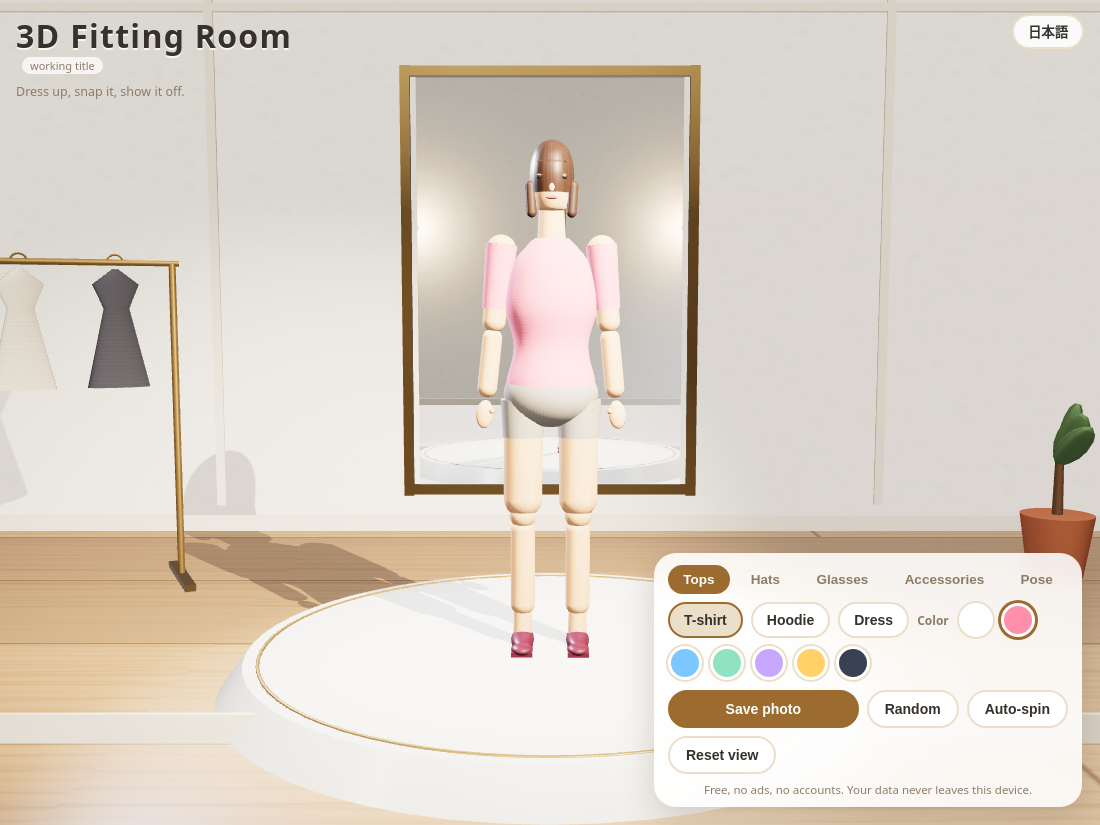 3D Fitting Room
working title
Dress up, snap it, show it off.
日本語
Tops Hats Glasses Accessories Pose
T-shirt Hoodie Dress Color
Save photo Random Auto-spin
Reset view
Free, no ads, no accounts. Your data never leaves this device.